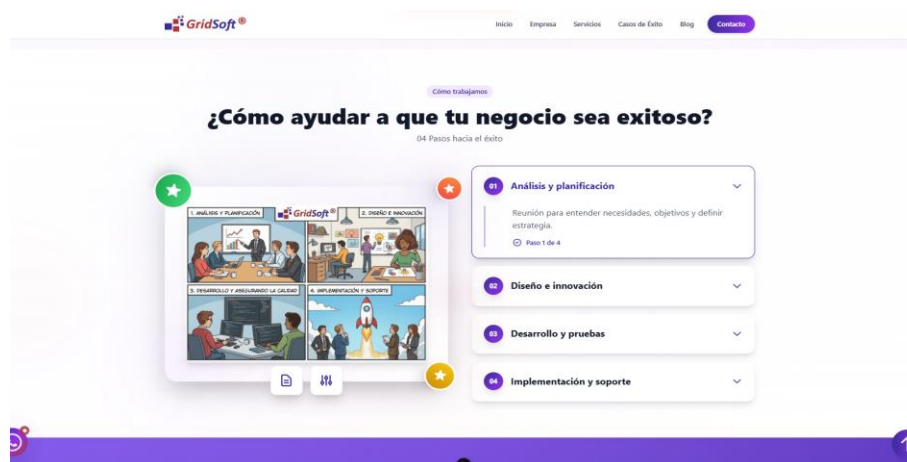 GridSoft®
Inicio Empresa Servicios Casos de Éxito Blog Contacto
Cómo trabajamos
¿Cómo ayudar a que tu negocio sea exitoso?
04 Pasos hacia el éxito
1. ANÁLISIS Y PLANIFICACIÓN
GridSoft®
2. DISEÑO E INNOVACIÓN
3. DESARROLLO Y ASEGURANDO LA CALIDAD
4. IMPLEMENTACIÓN Y SOPORTE
01 Análisis y planificación
Reunión para entender necesidades, objetivos y definir
estrategia.
Paso 1 de 4
02 Diseño e innovación
03 Desarrollo y pruebas
04 Implementación y soporte